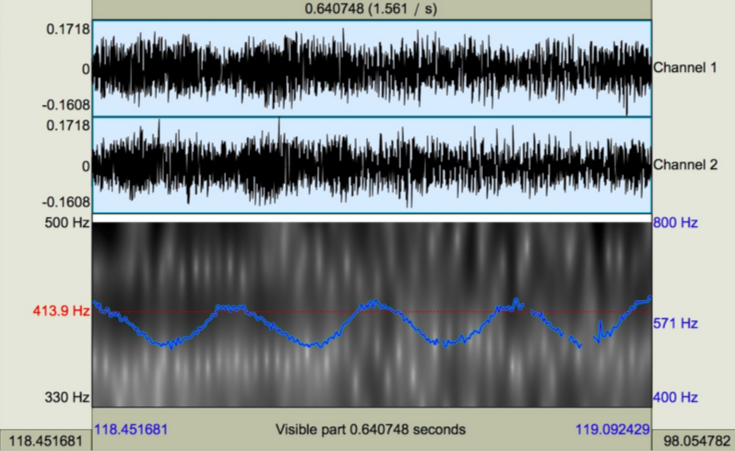 0.640748 (1.561 / s)
0.1718
0
-0.1608
Channel 1
0.1718
0
-0.1608
Channel 2
500 Hz
800 Hz
413.9 Hz
571 Hz
330 Hz
400 Hz
118.451681
Visible part 0.640748 seconds
119.092429
118.451681
98.054782